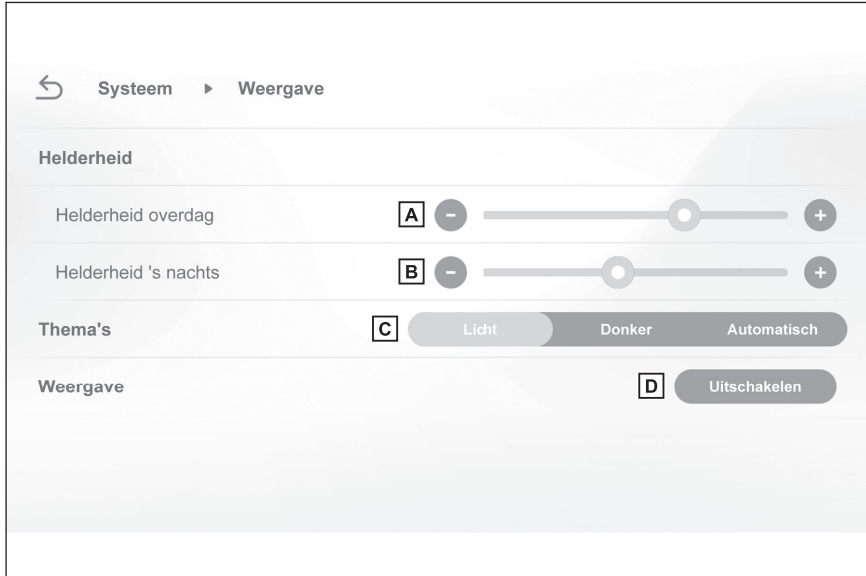 Systeem ▶ Weergave
Helderheid
Helderheid overdag A - +
Helderheid 's nachts B - +
Thema's C Licht Donker Automatisch
Weergave D Uitschakelen